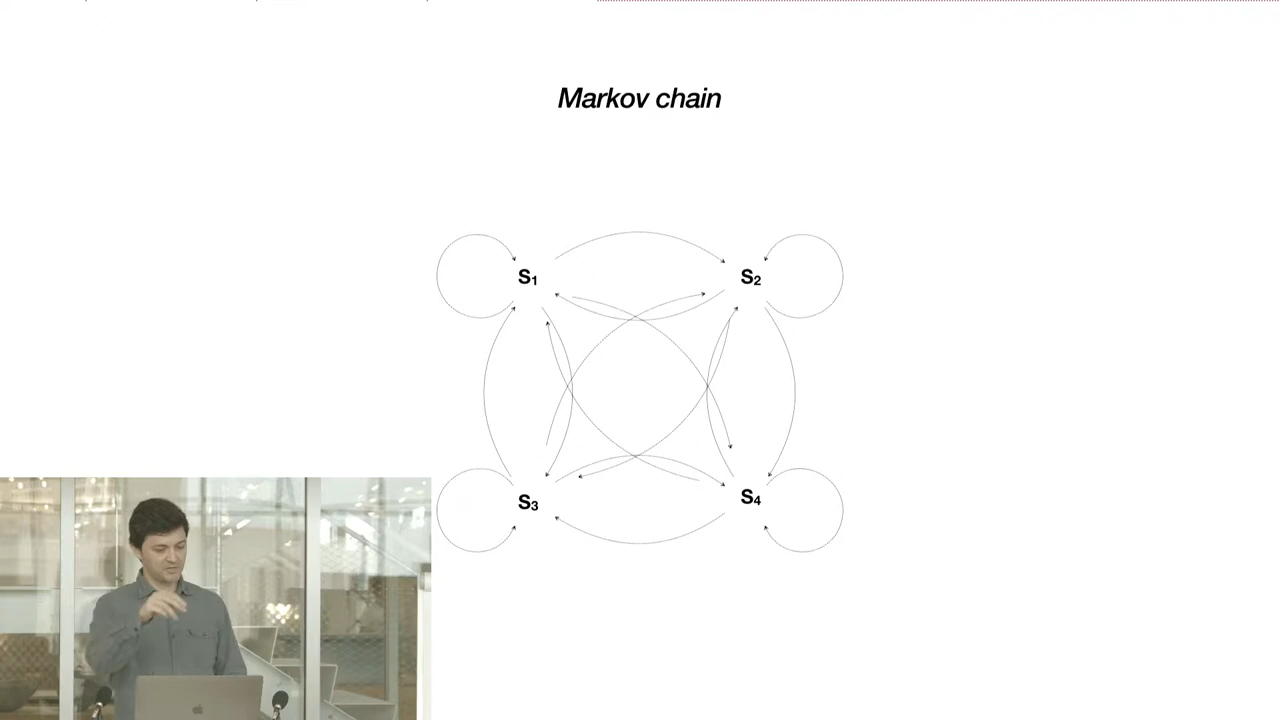 Markov chain
S₁
S₂
S₃
S₄